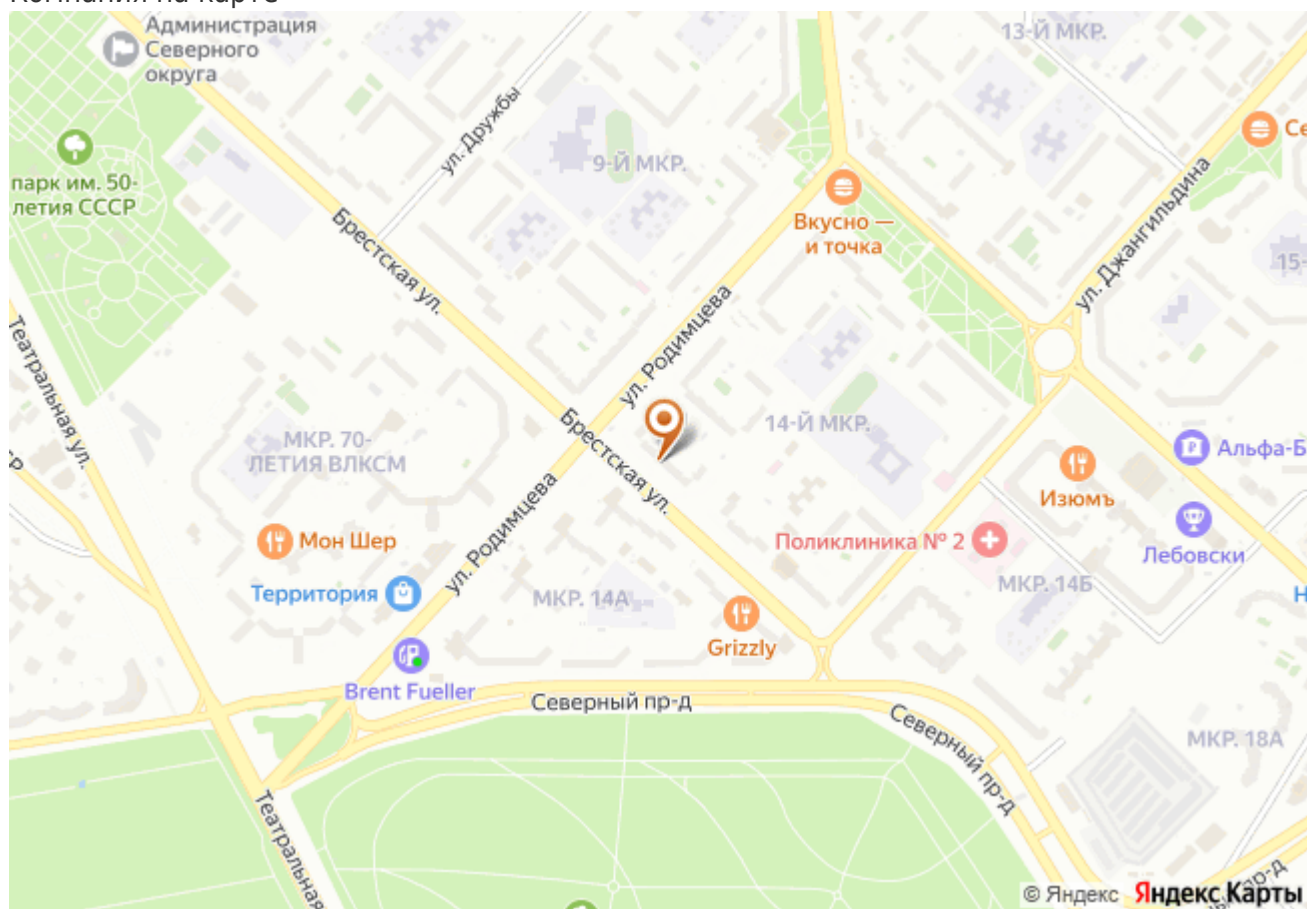 Администрация
Северного
округа
13-Й МКР.
ул. Дружбы
9-Й МКР.
парк им. 50-
летия СССР
Вкусно —
и точка
ул. Джангильдина
Брестская ул.
ул. Родимцева
Театральная ул.
МКР. 70-
ЛЕТИЯ ВЛКСМ
Брестская ул.
14-Й МКР.
Изюмъ
Лебовски
Мон Шер
ул. Родимцева
Поликлиника № 2
Территория
МКР. 14А
МКР. 14Б
Grizzly
Brent Fueller
Северный пр-д
Северный пр-д
МКР. 18А
Театральная
© Яндекс Яндекс Карты